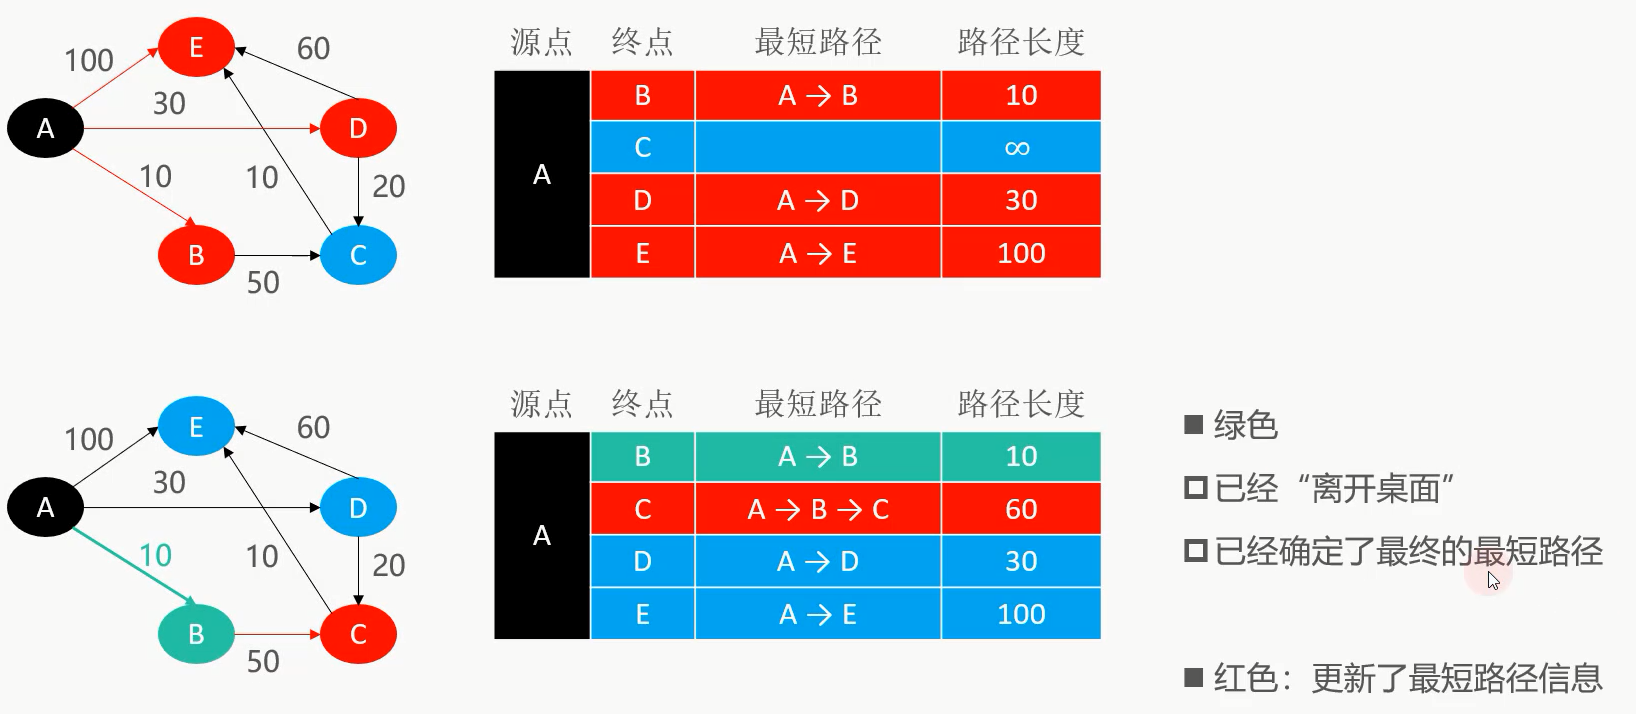 100
E
60
30
A
D
10
10
20
B
C
50
源点 终点 最短路径 路径长度
A
B A → B 10
C ∞
D A → D 30
E A → E 100
100
E
60
30
A
D
10
10
20
B
C
50
源点 终点 最短路径 路径长度
A
B A → B 10
C A → B → C 60
D A → D 30
E A → E 100
绿色
已经“离开桌面”
已经确定了最终的最短路径
红色：更新了最短路径信息